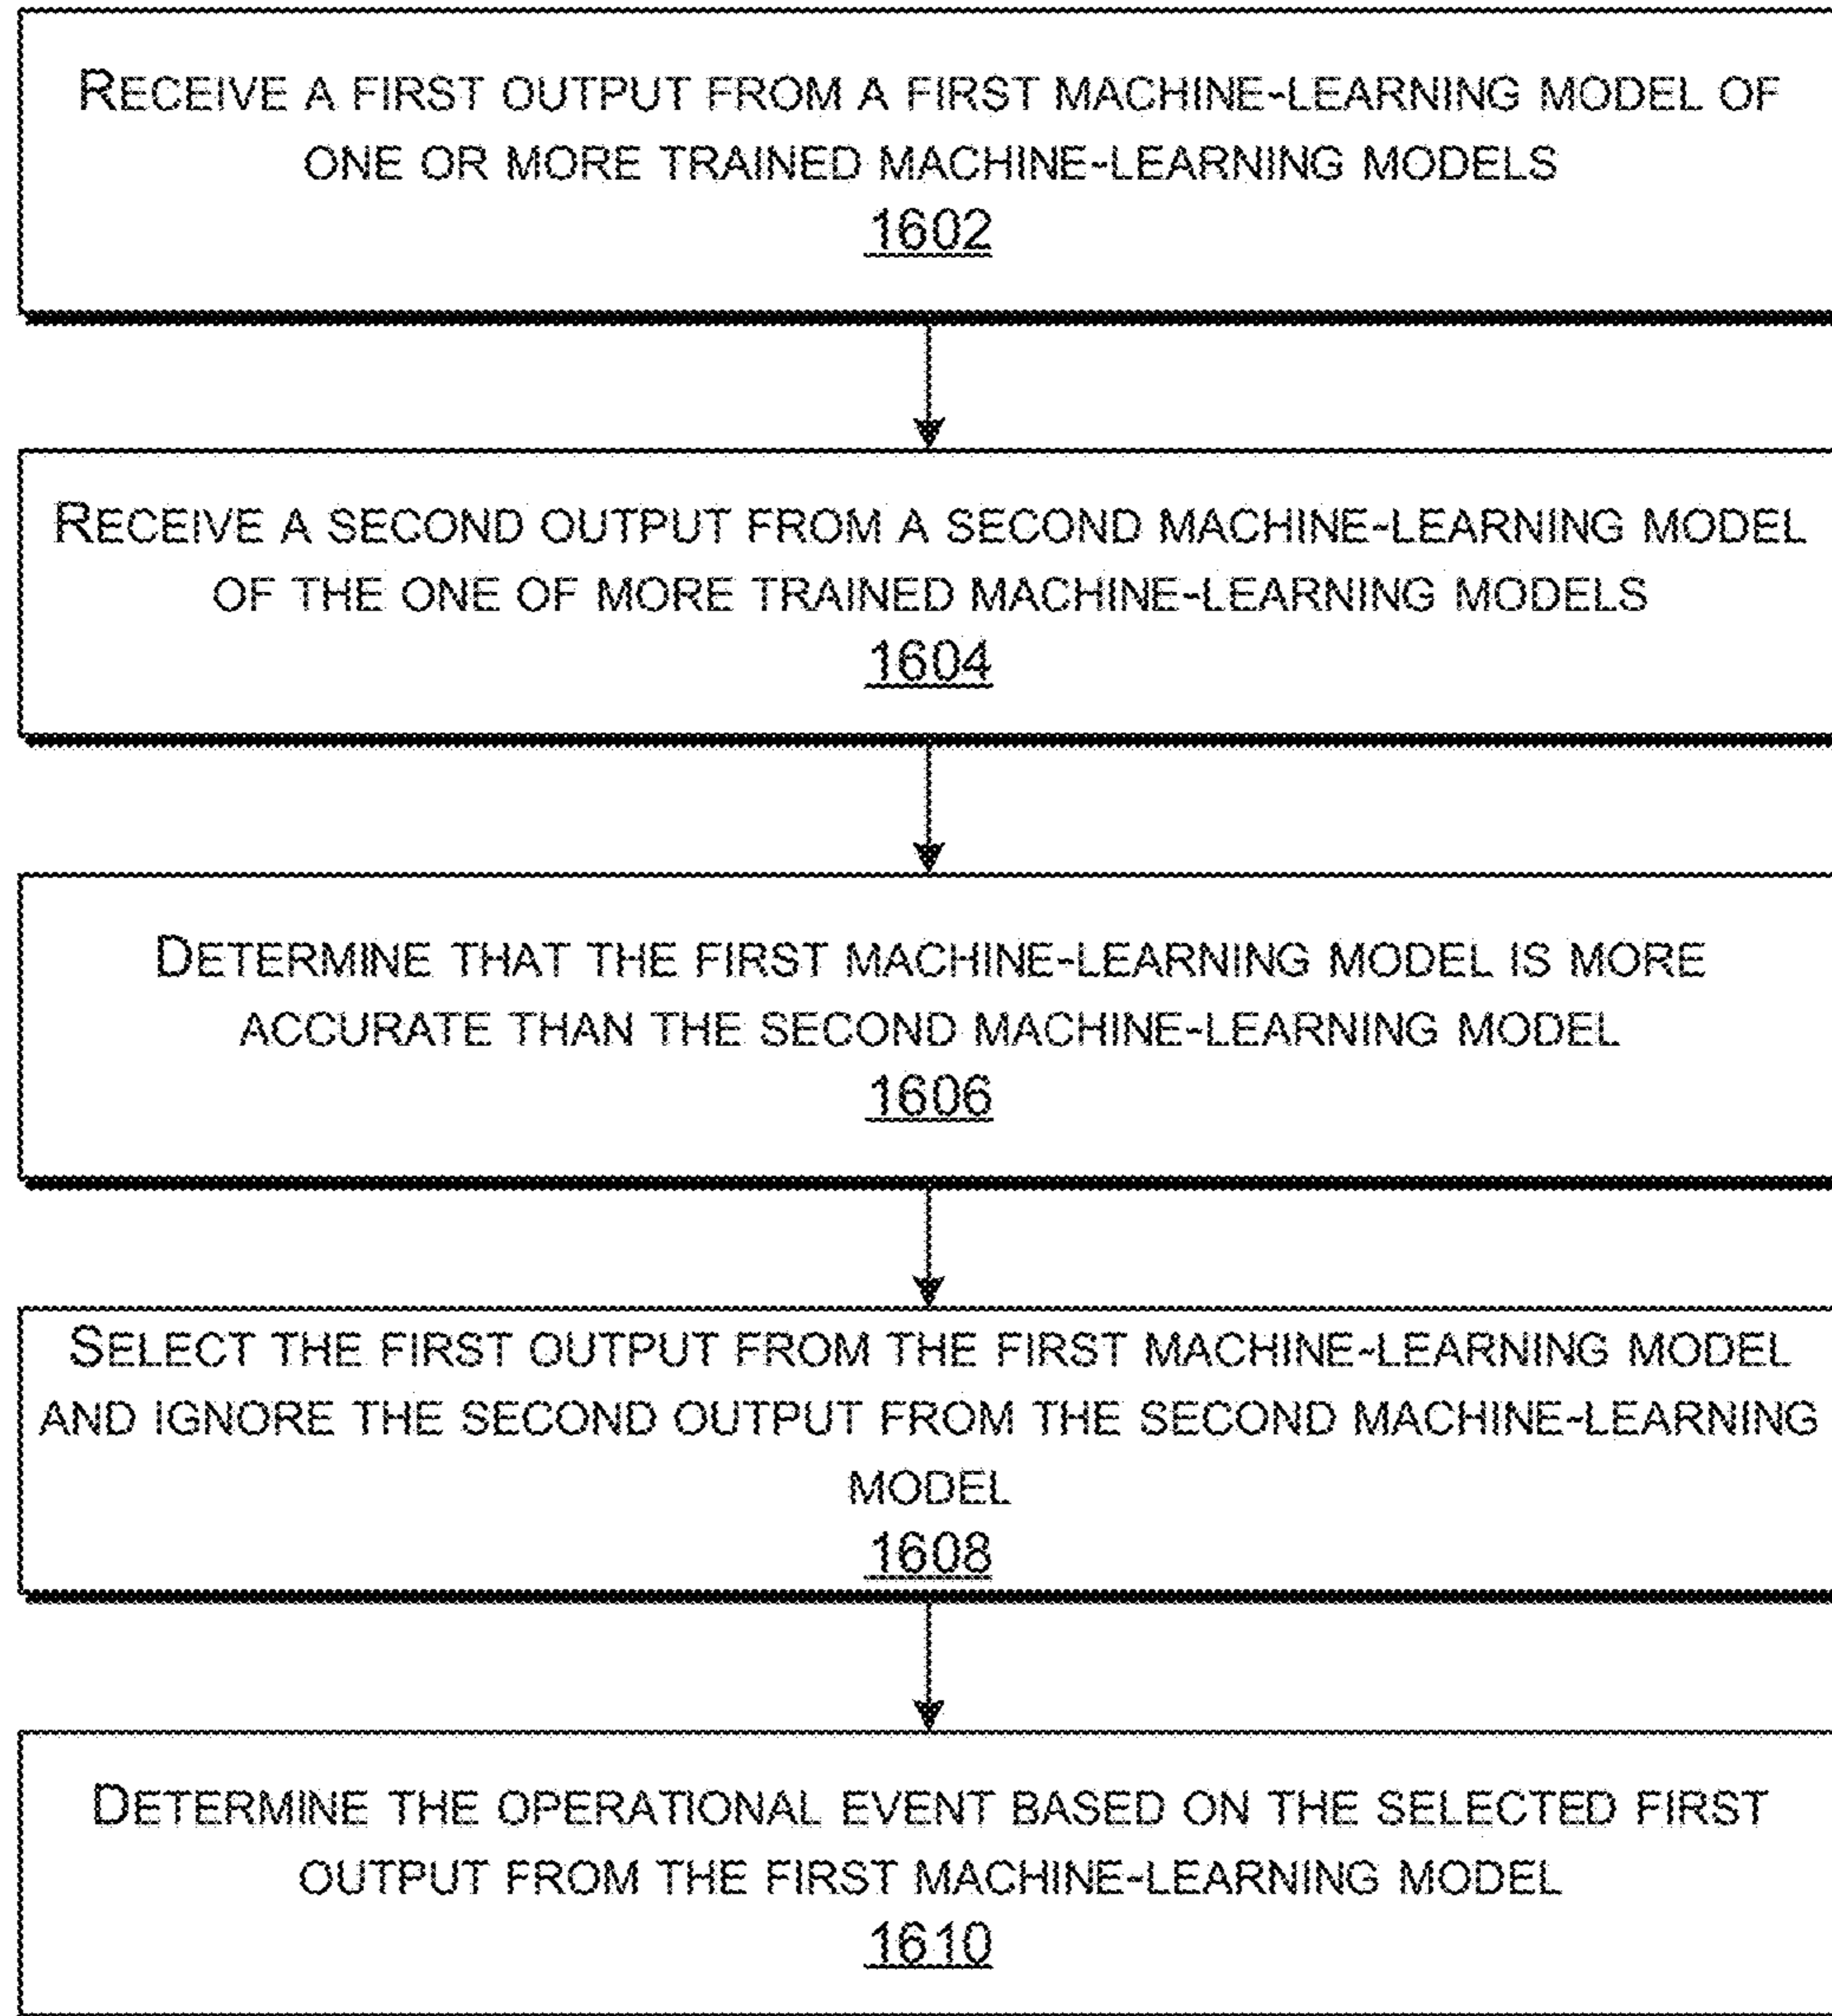 RECEIVE A FIRST OUTPUT FROM A FIRST MACHINE-LEARNING MODEL OF
ONE OR MORE TRAINED MACHINE-LEARNING MODELS
1602
RECEIVE A SECOND OUTPUT FROM A SECOND MACHINE-LEARNING MODEL
OF THE ONE OF MORE TRAINED MACHINE-LEARNING MODELS
1604
DETERMINE THAT THE FIRST MACHINE-LEARNING MODEL IS MORE
ACCURATE THAN THE SECOND MACHINE-LEARNING MODEL
1606
SELECT THE FIRST OUTPUT FROM THE FIRST MACHINE-LEARNING MODEL
AND IGNORE THE SECOND OUTPUT FROM THE SECOND MACHINE-LEARNING
MODEL
1608
DETERMINE THE OPERATIONAL EVENT BASED ON THE SELECTED FIRST
OUTPUT FROM THE FIRST MACHINE-LEARNING MODEL
1610